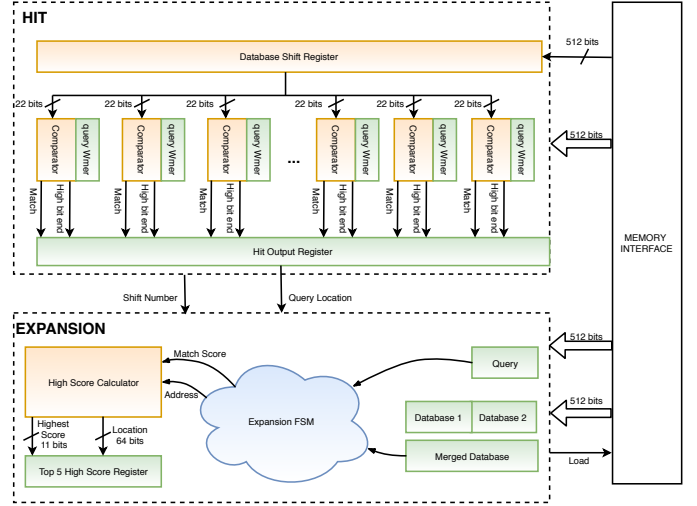 HIT
Database Shift Register
512 bits
22 bits
22 bits
22 bits
22 bits
22 bits
22 bits
Comparator
query Wmer
Comparator
query Wmer
Comparator
query Wmer
...
Comparator
query Wmer
Comparator
query Wmer
Comparator
query Wmer
512 bits
Match
High bit end
Match
High bit end
Match
High bit end
Match
High bit end
Match
High bit end
Match
High bit end
Hit Output Register
MEMORY
INTERFACE
Shift Number
Query Location
EXPANSION
512 bits
Match Score
High Score Calculator
Query
Address
512 bits
Expansion FSM
Database 1
Database 2
Highest
Score
11 bits
Location
64 bits
Merged Database
Load
Top 5 High Score Register